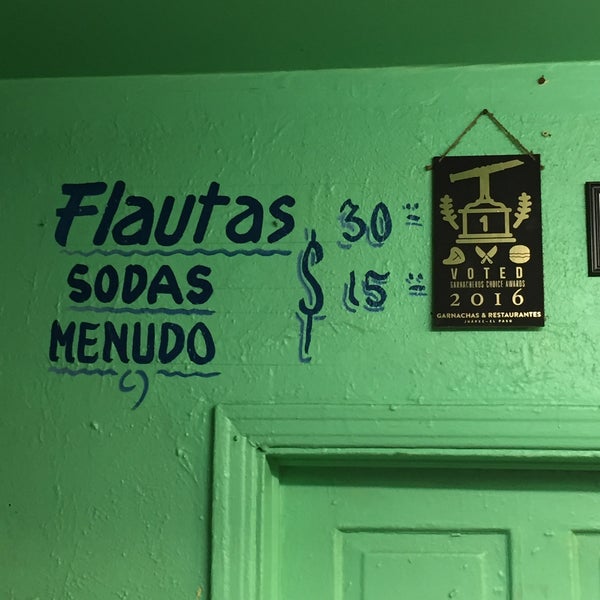 Flautas 30=
SODAS $ 15=
MENUDO
1
VOTED
GARNACHEROS CHOICE AWARDS
2016
GARNACHAS & RESTAURANTES
JUÁREZ - EL PASO